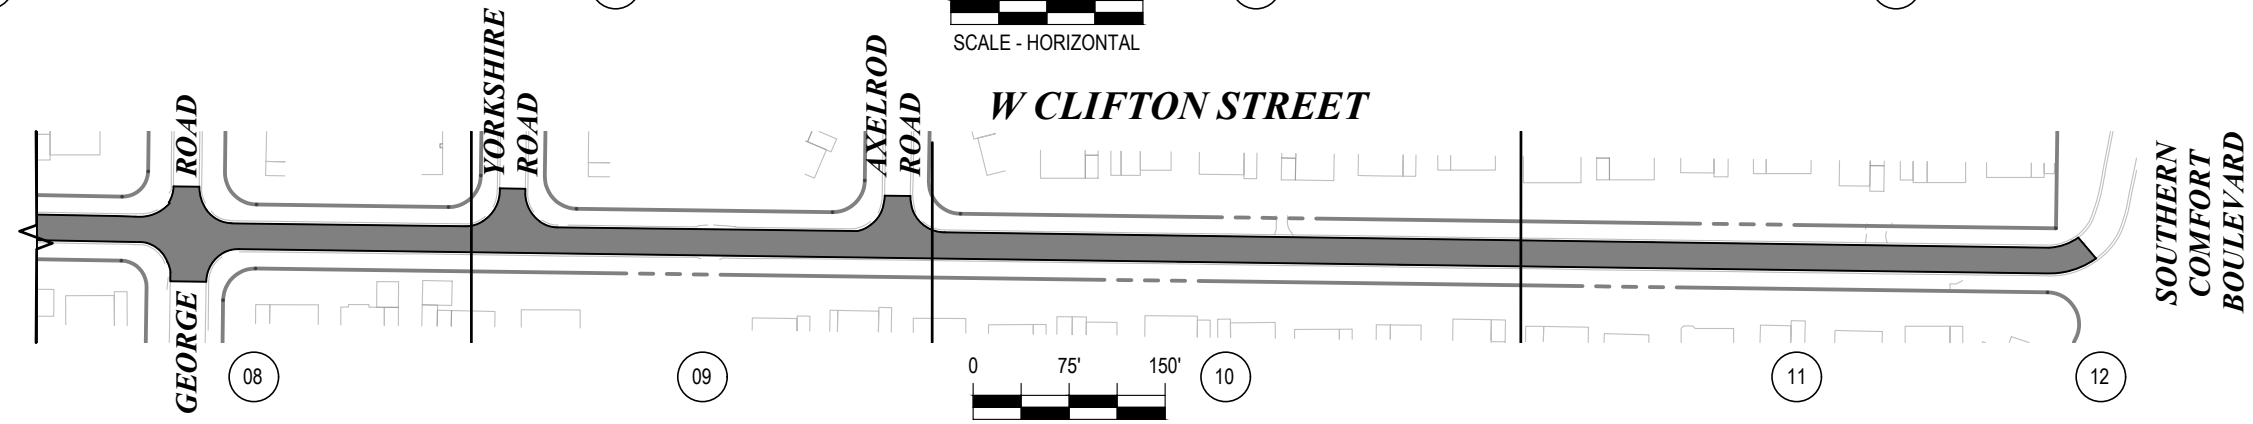 SCALE - HORIZONTAL
W CLIFTON STREET
GEORGE ROAD
YORKSHIRE
ROAD
AXELROD
ROAD
SOUTHERN
COMFORT
BOULEVARD
08
09
0 75' 150'
10
11
12